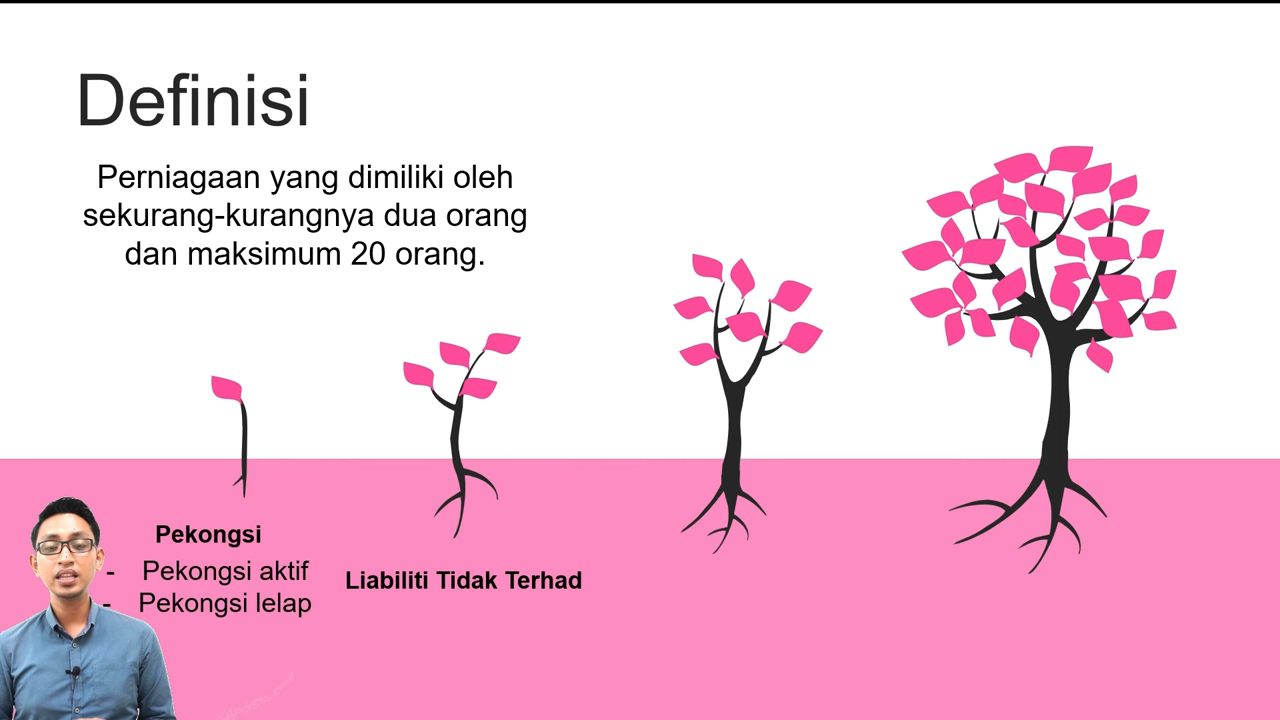 Definisi
Perniagaan yang dimiliki oleh
sekurang-kurangnya dua orang
dan maksimum 20 orang.
Pekongsi
- Pekongsi aktif
- Pekongsi lelap
Liabiliti Tidak Terhad